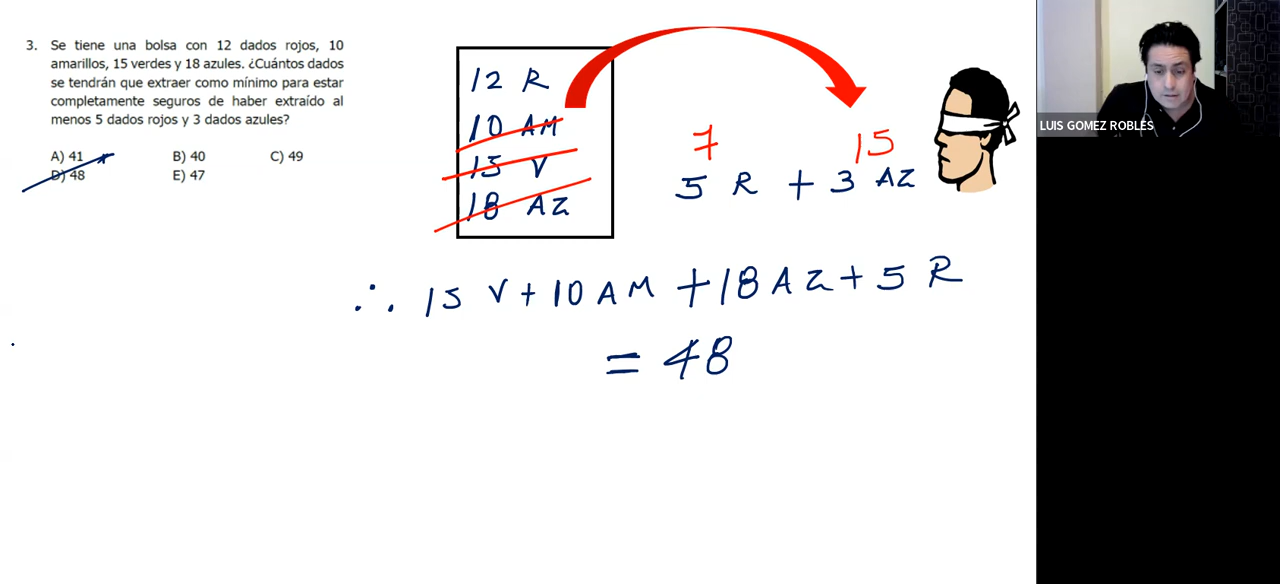 3. Se tiene una bolsa con 12 dados rojos, 10
amarillos, 15 verdes y 18 azules. ¿Cuántos dados
se tendrán que extraer como mínimo para estar
completamente seguros de haber extraído al
menos 5 dados rojos y 3 dados azules?
A) 41 B) 40 C) 49
D) 48 E) 47
12 R
10 AM
15 V
18 AZ
7 15
5 R + 3 AZ
∴ 15 V + 10 AM + 18 AZ + 5 R
= 48
LUIS GOMEZ ROBLES